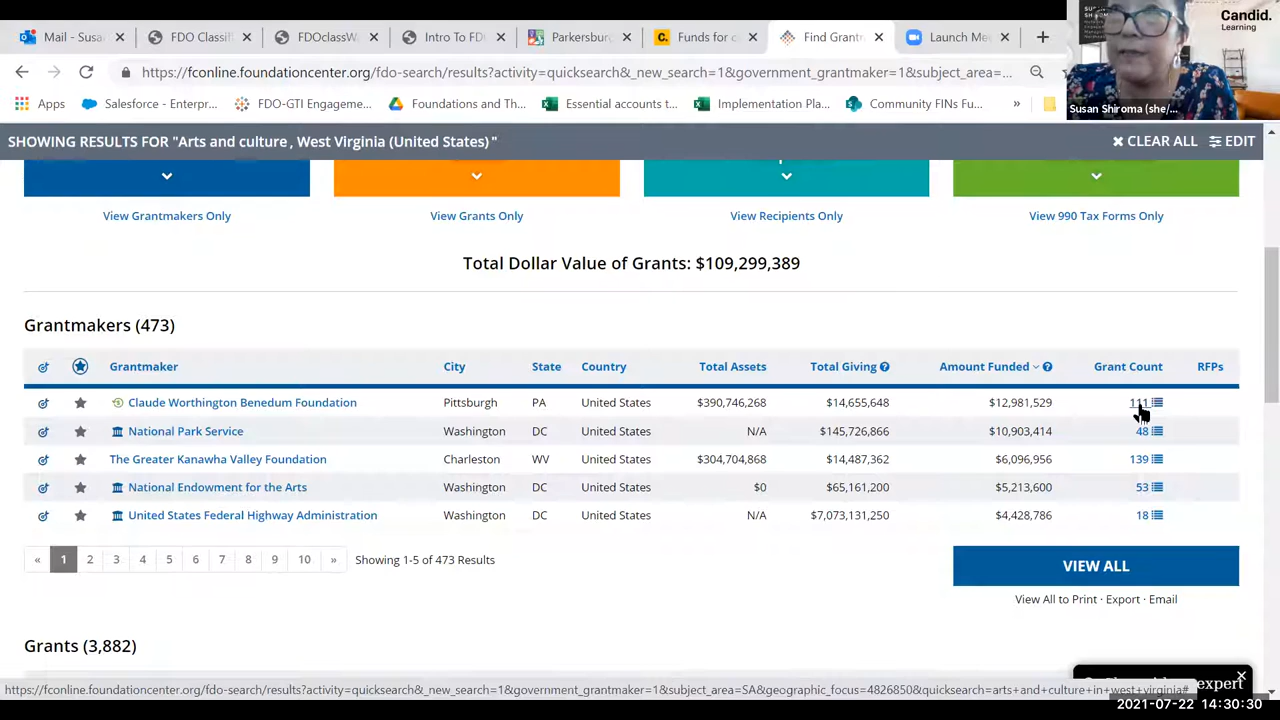 Mail - Susa
FDO Classif
FDOclassW
Intro To F
Parkersburg
Funds for c
Find Grantm
Launch Mee
Candid.
Learning
https://fconline.foundationcenter.org/fdo-search/results?activity=quicksearch&_new_search=1&government_grantmaker=1&subject_area=...
Apps
Salesforce - Enterpr...
FDO-GTI Engageme...
Foundations and Th...
Essential accounts t...
Implementation Pla...
Community FINs Fu...
»
Susan Shiroma (she/...
SHOWING RESULTS FOR "Arts and culture , West Virginia (United States) "
CLEAR ALL
EDIT
View Grantmakers Only
View Grants Only
View Recipients Only
View 990 Tax Forms Only
Total Dollar Value of Grants: $109,299,389
Grantmakers (473)
Grantmaker City State Country Total Assets Total Giving Amount Funded Grant Count RFPs
Claude Worthington Benedum Foundation Pittsburgh PA United States $390,746,268 $14,655,648 $12,981,529 111
National Park Service Washington DC United States N/A $145,726,866 $10,903,414 48
The Greater Kanawha Valley Foundation Charleston WV United States $304,704,868 $14,487,362 $6,096,956 139
National Endowment for the Arts Washington DC United States $0 $65,161,200 $5,213,600 53
United States Federal Highway Administration Washington DC United States N/A $7,073,131,250 $4,428,786 18
« 1 2 3 4 5 6 7 8 9 10 » Showing 1-5 of 473 Results
VIEW ALL
View All to Print · Export · Email
Grants (3,882)
expert
https://fconline.foundationcenter.org/fdo-search/results?activity=quicksearch&_new_search=1&government_grantmaker=1&subject_area=SA&geographic_focus=4826850&quicksearch=arts+and+culture+in+west+virginia#
2021-07-22 14:30:30